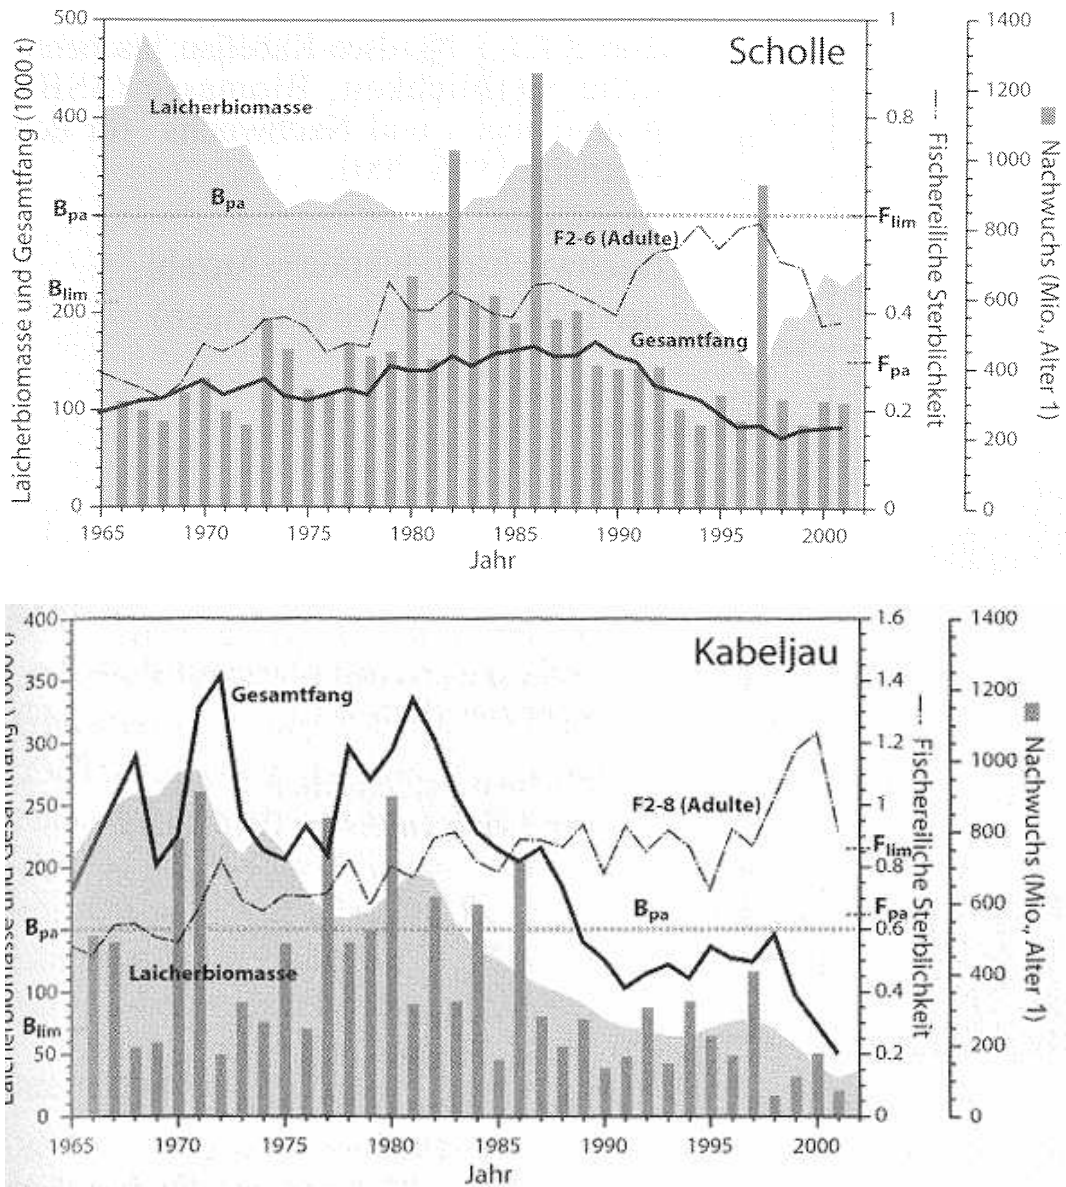 Scholle
Laicherbiomasse und Gesamtfang (1000 t)
500
400
B_pa
B_lim
200
100
0
Laicherbiomasse
B_pa
F2-6 (Adulte)
Gesamtfang
1965 1970 1975 1980 1985 1990 1995 2000
Jahr
1
0.8
F_lim
0.4
F_pa
0.2
0
Fischereiliche Sterblichkeit
1400
1200
1000
800
600
400
200
0
Nachwuchs (Mio., Alter 1)
Kabeljau
und Gesamtfang
400
350
300
250
200
B_pa
100
B_lim
50
0
Gesamtfang
F2-8 (Adulte)
B_pa
Laicherbiomasse
1965 1970 1975 1980 1985 1990 1995 2000
Jahr
1.6
1.4
1.2
1
F_lim
0.8
F_pa
0.6
0.4
0.2
0
Fischereiliche Sterblichkeit
1400
1200
1000
800
600
400
200
0
Nachwuchs (Mio., Alter 1)